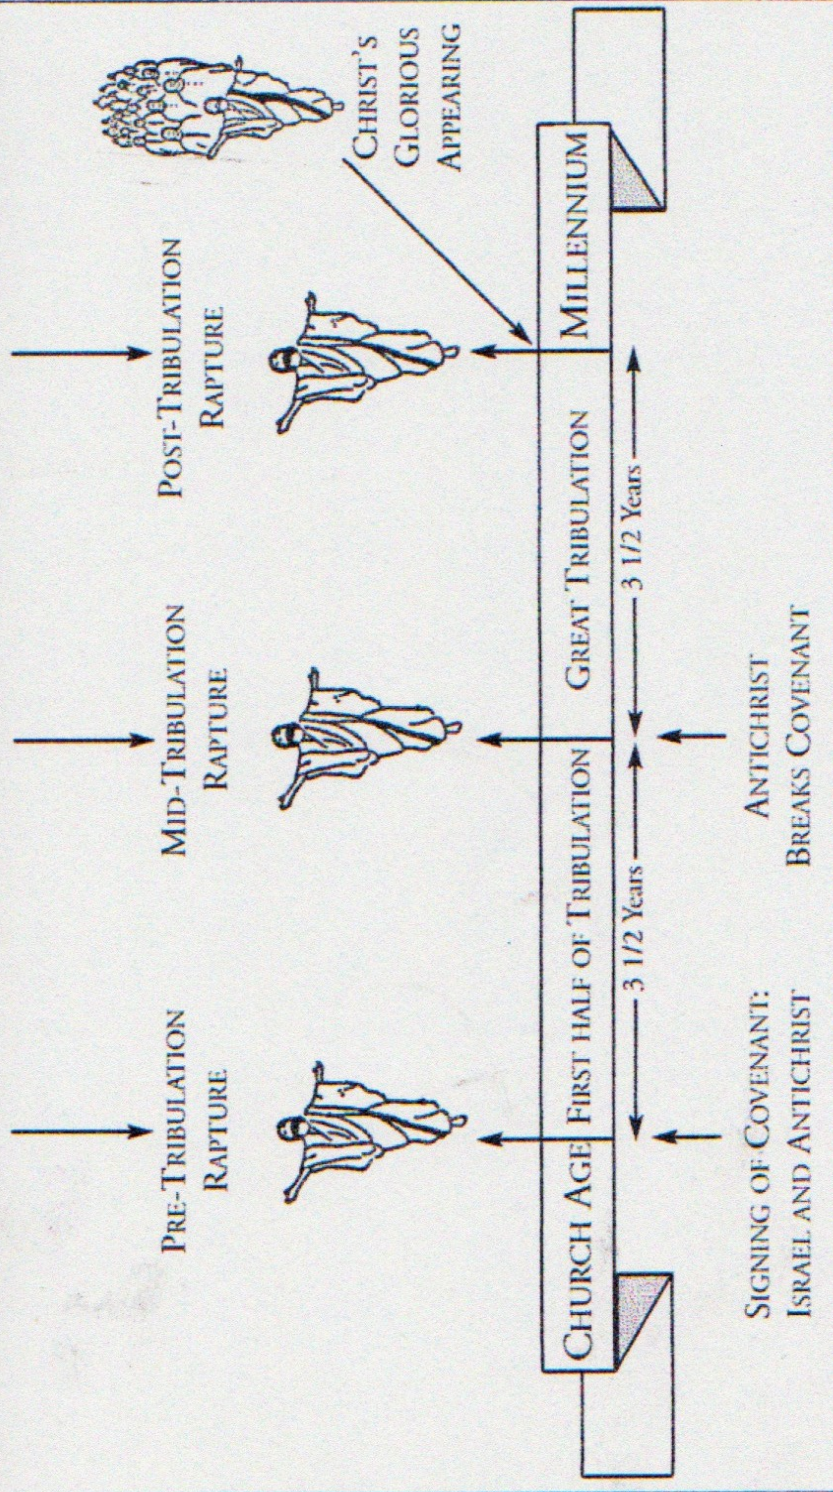 PRE-TRIBULATION
RAPTURE
MID-TRIBULATION
RAPTURE
POST-TRIBULATION
RAPTURE
CHRIST'S
GLORIOUS
APPEARING
CHURCH AGE
FIRST HALF OF TRIBULATION
GREAT TRIBULATION
MILLENNIUM
3 1/2 Years
3 1/2 Years
SIGNING OF COVENANT:
ISRAEL AND ANTICHRIST
ANTICHRIST
BREAKS COVENANT